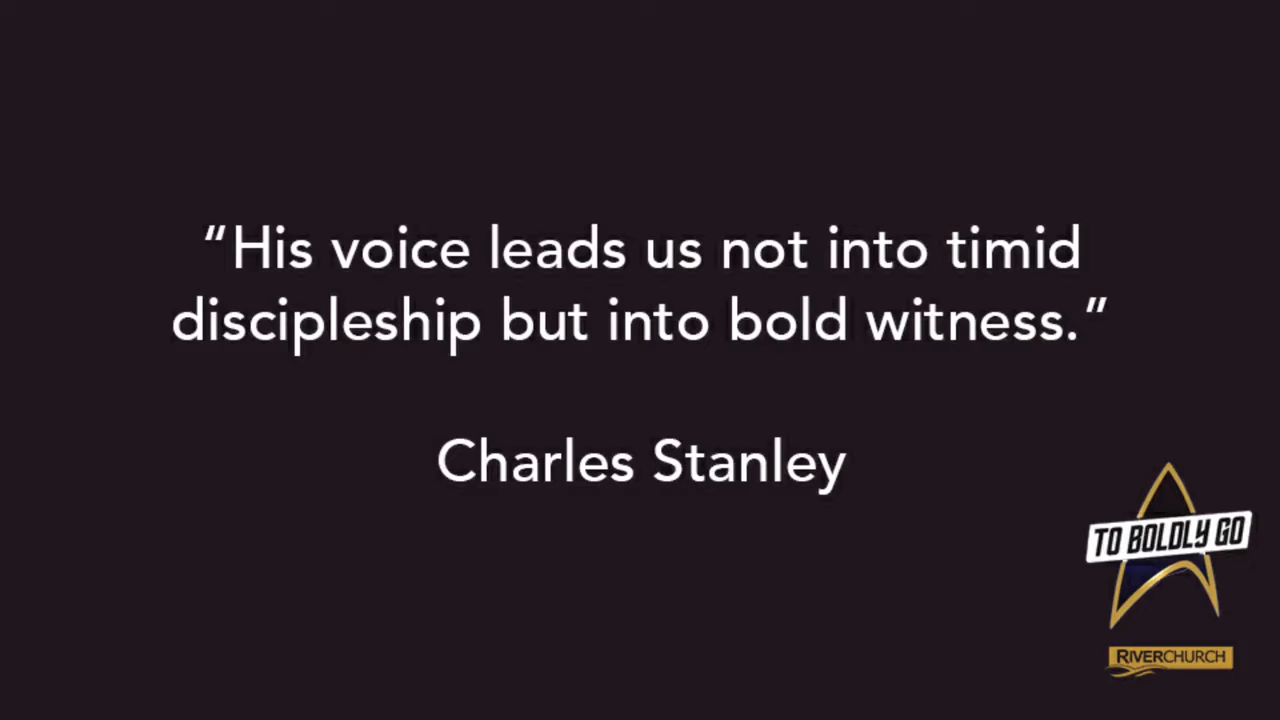 “His voice leads us not into timid
discipleship but into bold witness.”
Charles Stanley
TO BOLDLY GO
RIVERCHURCH